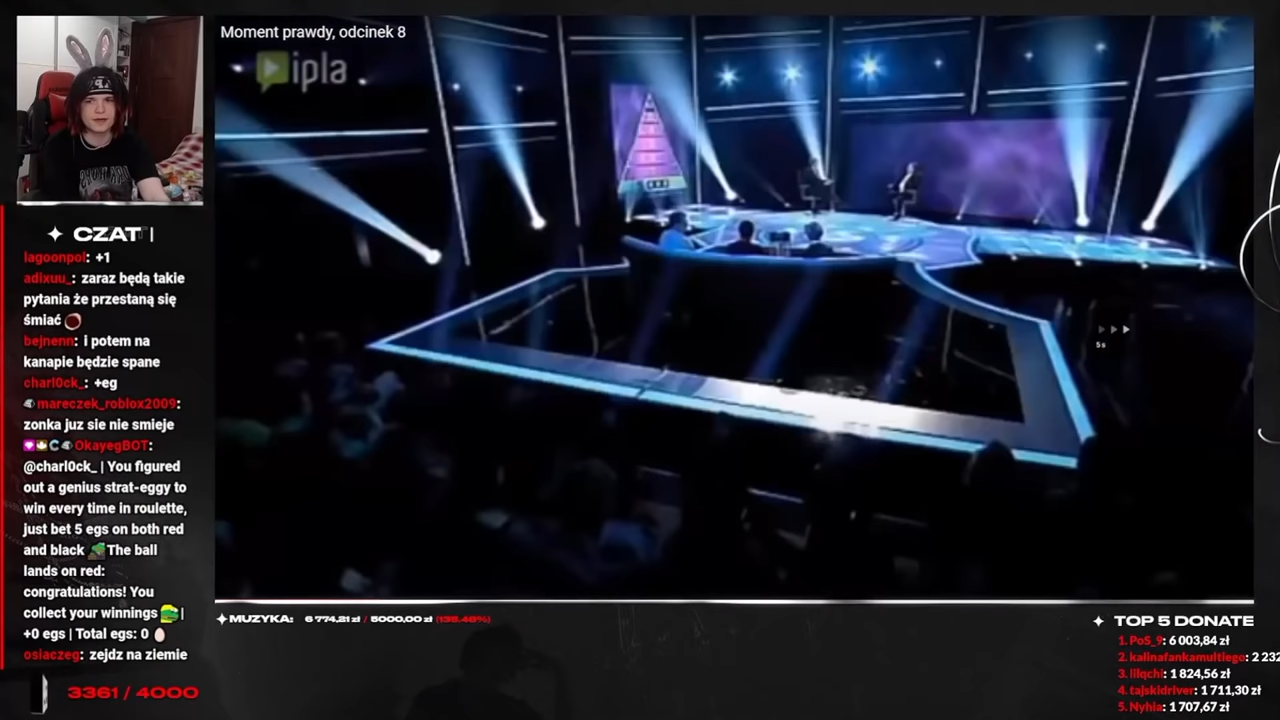 Moment prawdy, odcinek 8
ipla
CZAT
lagoonpol: +1
adixuu_: zaraz będą takie
pytania że przestaną się
śmiać
bejnenn: i potem na
kanapie będzie spane
charl0ck_: +eg
mareczek_roblox2009:
zonka juz sie nie smieje
OkayegBOT:
@charl0ck_ | You figured
out a genius strat-eggy to
win every time in roulette,
just bet 5 egs on both red
and black The ball
lands on red:
congratulations! You
collect your winnings |
+0 egs | Total egs: 0
osiaczeg: zejdz na ziemie
3361 / 4000
5s
MUZYKA: 6 774,21 zł / 5000,00 zł (135.48%)
TOP 5 DONATE
1. PoS_9: 6 003,84 zł
2. kalinafankamultiego: 2 232
3. lilqchi: 1 824,56 zł
4. tajskidriver: 1 711,30 zł
5. Nyhia: 1 707,67 zł